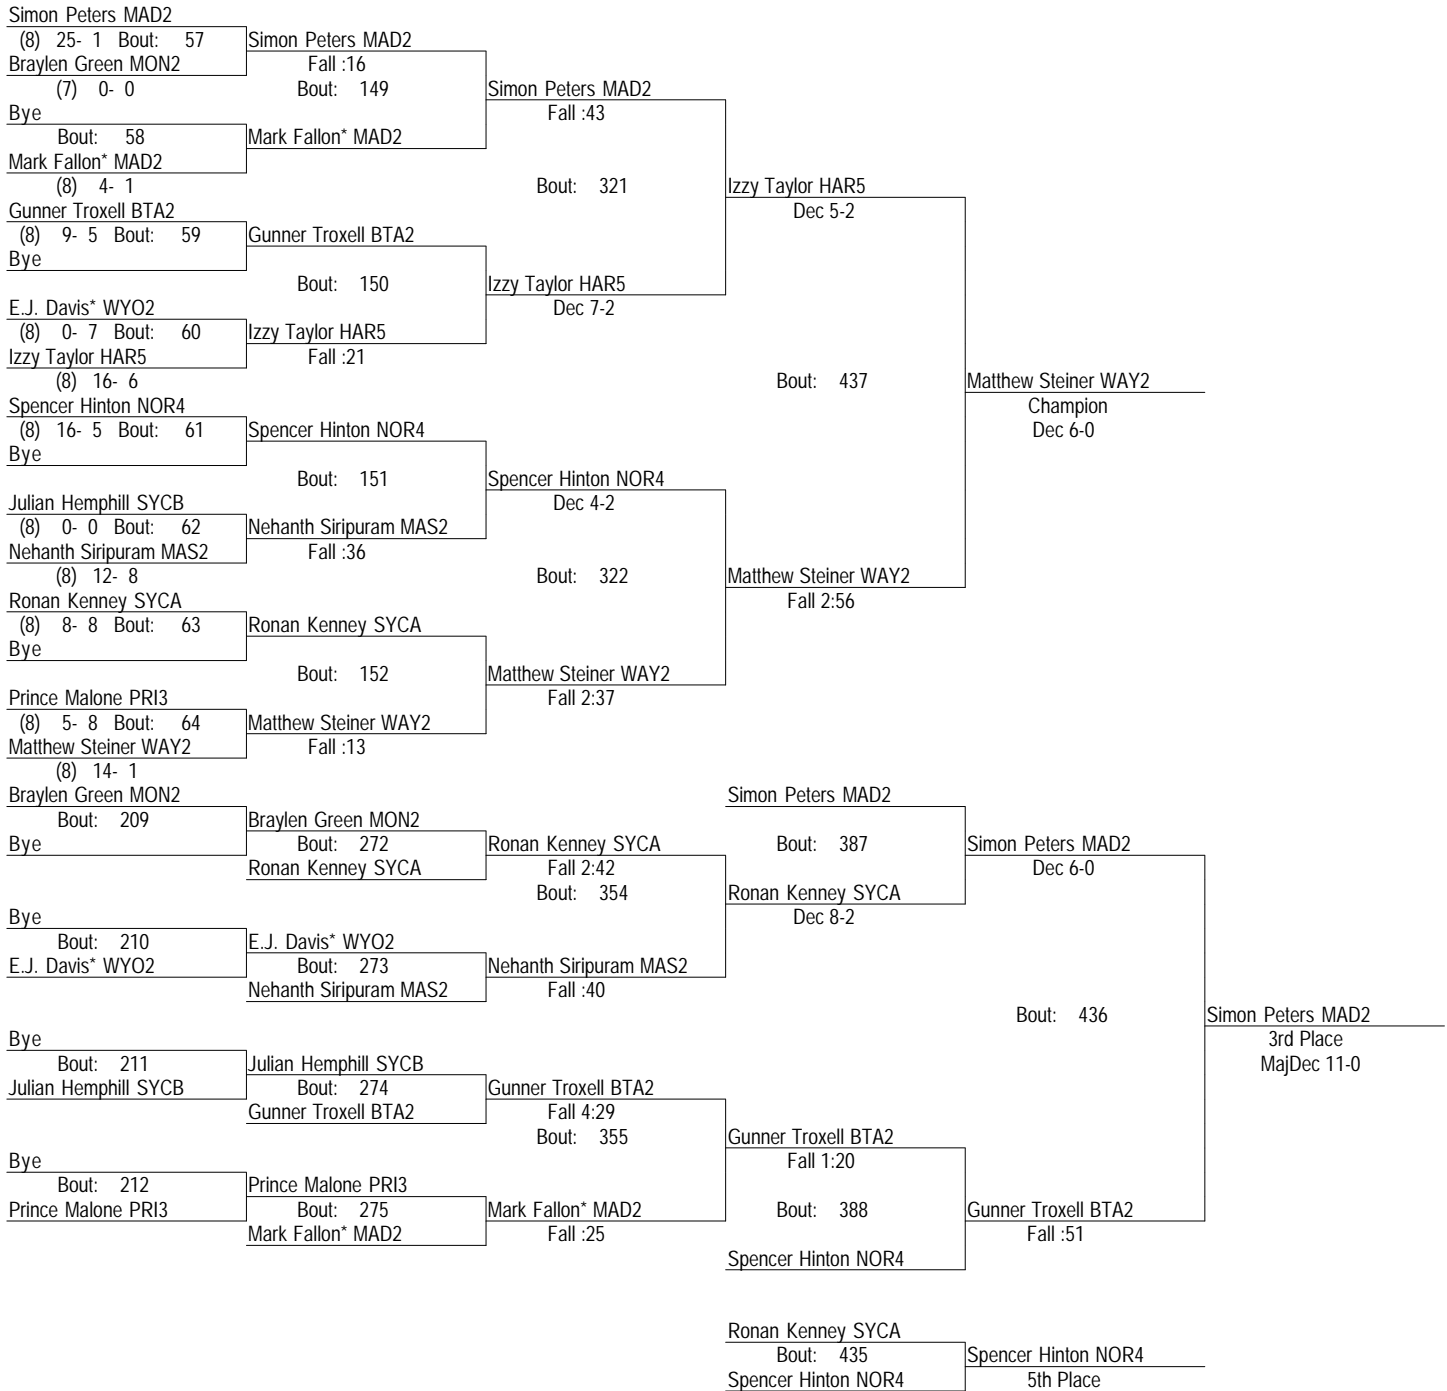 Simon Peters MAD2
(8) 25- 1 Bout: 57
Braylen Green MON2
(7) 0- 0
Bye
Bout: 58
Mark Fallon* MAD2
(8) 4- 1
Gunner Troxell BTA2
(8) 9- 5 Bout: 59
Bye
E.J. Davis* WYO2
(8) 0- 7 Bout: 60
Izzy Taylor HAR5
(8) 16- 6
Spencer Hinton NOR4
(8) 16- 5 Bout: 61
Bye
Julian Hemphill SYCB
(8) 0- 0 Bout: 62
Nehanth Siripuram MAS2
(8) 12- 8
Ronan Kenney SYCA
(8) 8- 8 Bout: 63
Bye
Prince Malone PRI3
(8) 5- 8 Bout: 64
Matthew Steiner WAY2
(8) 14- 1
Simon Peters MAD2
Fall :16
Bout: 149
Mark Fallon* MAD2
Gunner Troxell BTA2
Bout: 150
Izzy Taylor HAR5
Fall :21
Spencer Hinton NOR4
Bout: 151
Nehanth Siripuram MAS2
Fall :36
Ronan Kenney SYCA
Bout: 152
Matthew Steiner WAY2
Fall :13
Simon Peters MAD2
Fall :43
Bout: 321
Izzy Taylor HAR5
Dec 7-2
Spencer Hinton NOR4
Dec 4-2
Bout: 322
Matthew Steiner WAY2
Fall 2:37
Izzy Taylor HAR5
Dec 5-2
Bout: 437
Matthew Steiner WAY2
Fall 2:56
Matthew Steiner WAY2
Champion
Dec 6-0
Braylen Green MON2
Bout: 209
Bye
Bye
Bout: 210
E.J. Davis* WYO2
Bye
Bout: 211
Julian Hemphill SYCB
Bye
Bout: 212
Prince Malone PRI3
Braylen Green MON2
Bout: 272
Ronan Kenney SYCA
E.J. Davis* WYO2
Bout: 273
Nehanth Siripuram MAS2
Julian Hemphill SYCB
Bout: 274
Gunner Troxell BTA2
Prince Malone PRI3
Bout: 275
Mark Fallon* MAD2
Ronan Kenney SYCA
Fall 2:42
Bout: 354
Nehanth Siripuram MAS2
Fall :40
Gunner Troxell BTA2
Fall 4:29
Bout: 355
Mark Fallon* MAD2
Fall :25
Simon Peters MAD2
Bout: 387
Ronan Kenney SYCA
Dec 8-2
Gunner Troxell BTA2
Fall 1:20
Bout: 388
Spencer Hinton NOR4
Simon Peters MAD2
Dec 6-0
Bout: 436
Gunner Troxell BTA2
Fall :51
Simon Peters MAD2
3rd Place
MajDec 11-0
Ronan Kenney SYCA
Bout: 435
Spencer Hinton NOR4
Spencer Hinton NOR4
5th Place